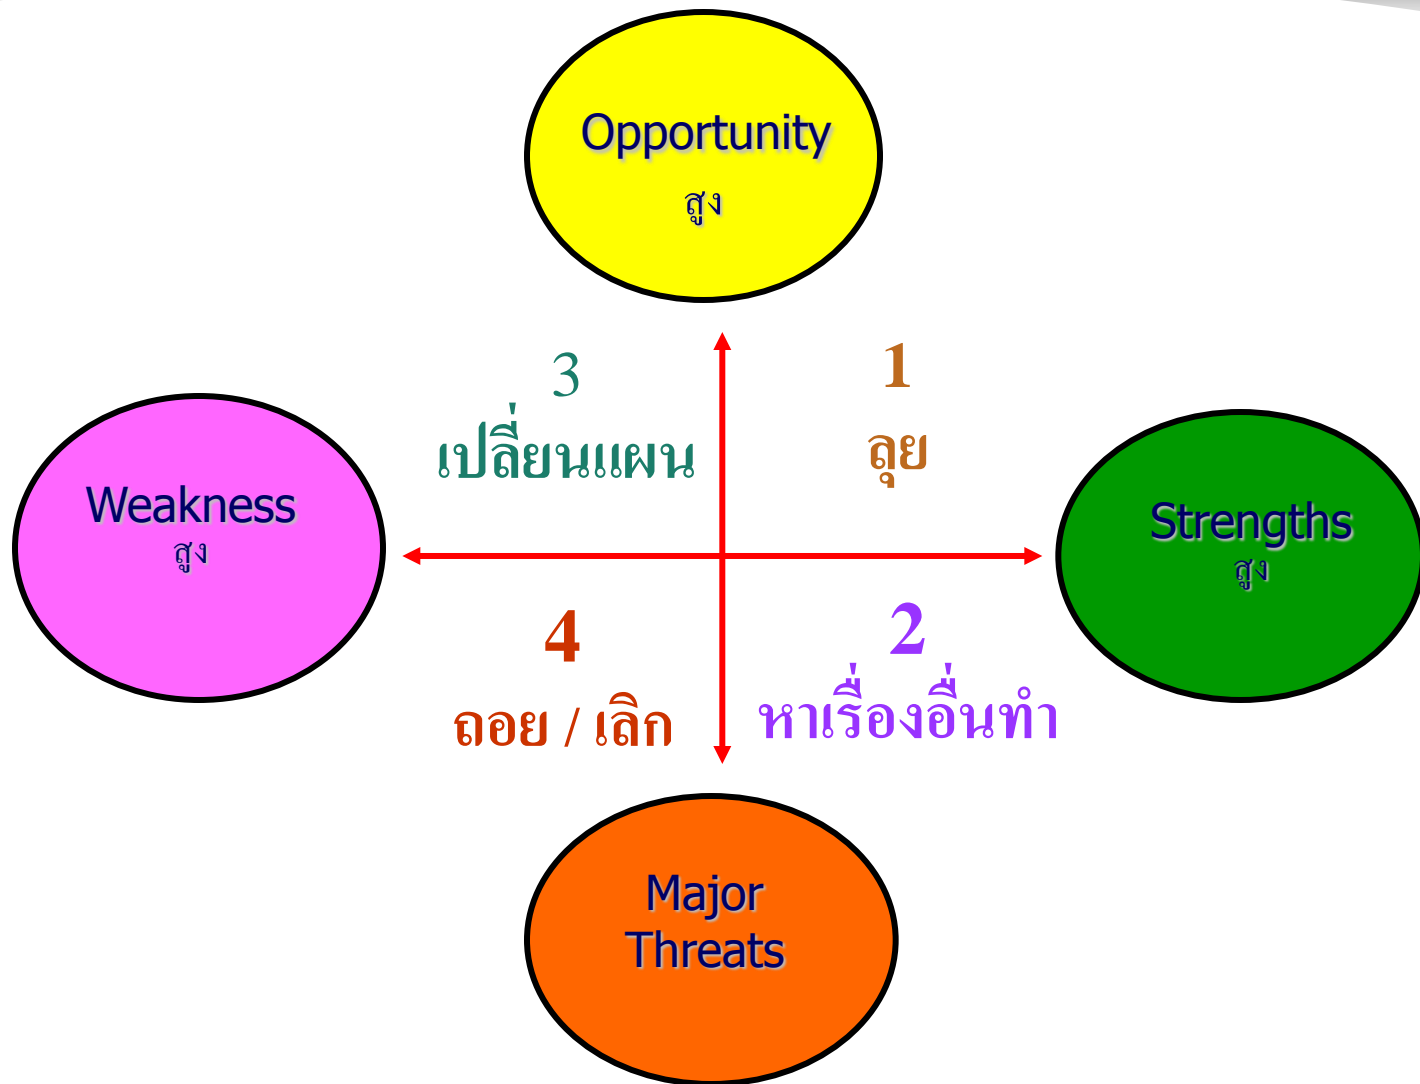 Opportunity
สูง
3
เปลี่ยนแผน
1
ลุย
Weakness
สูง
Strengths
สูง
4
ถอย / เลิก
2
หาเรื่องอื่นทำ
Major
Threats